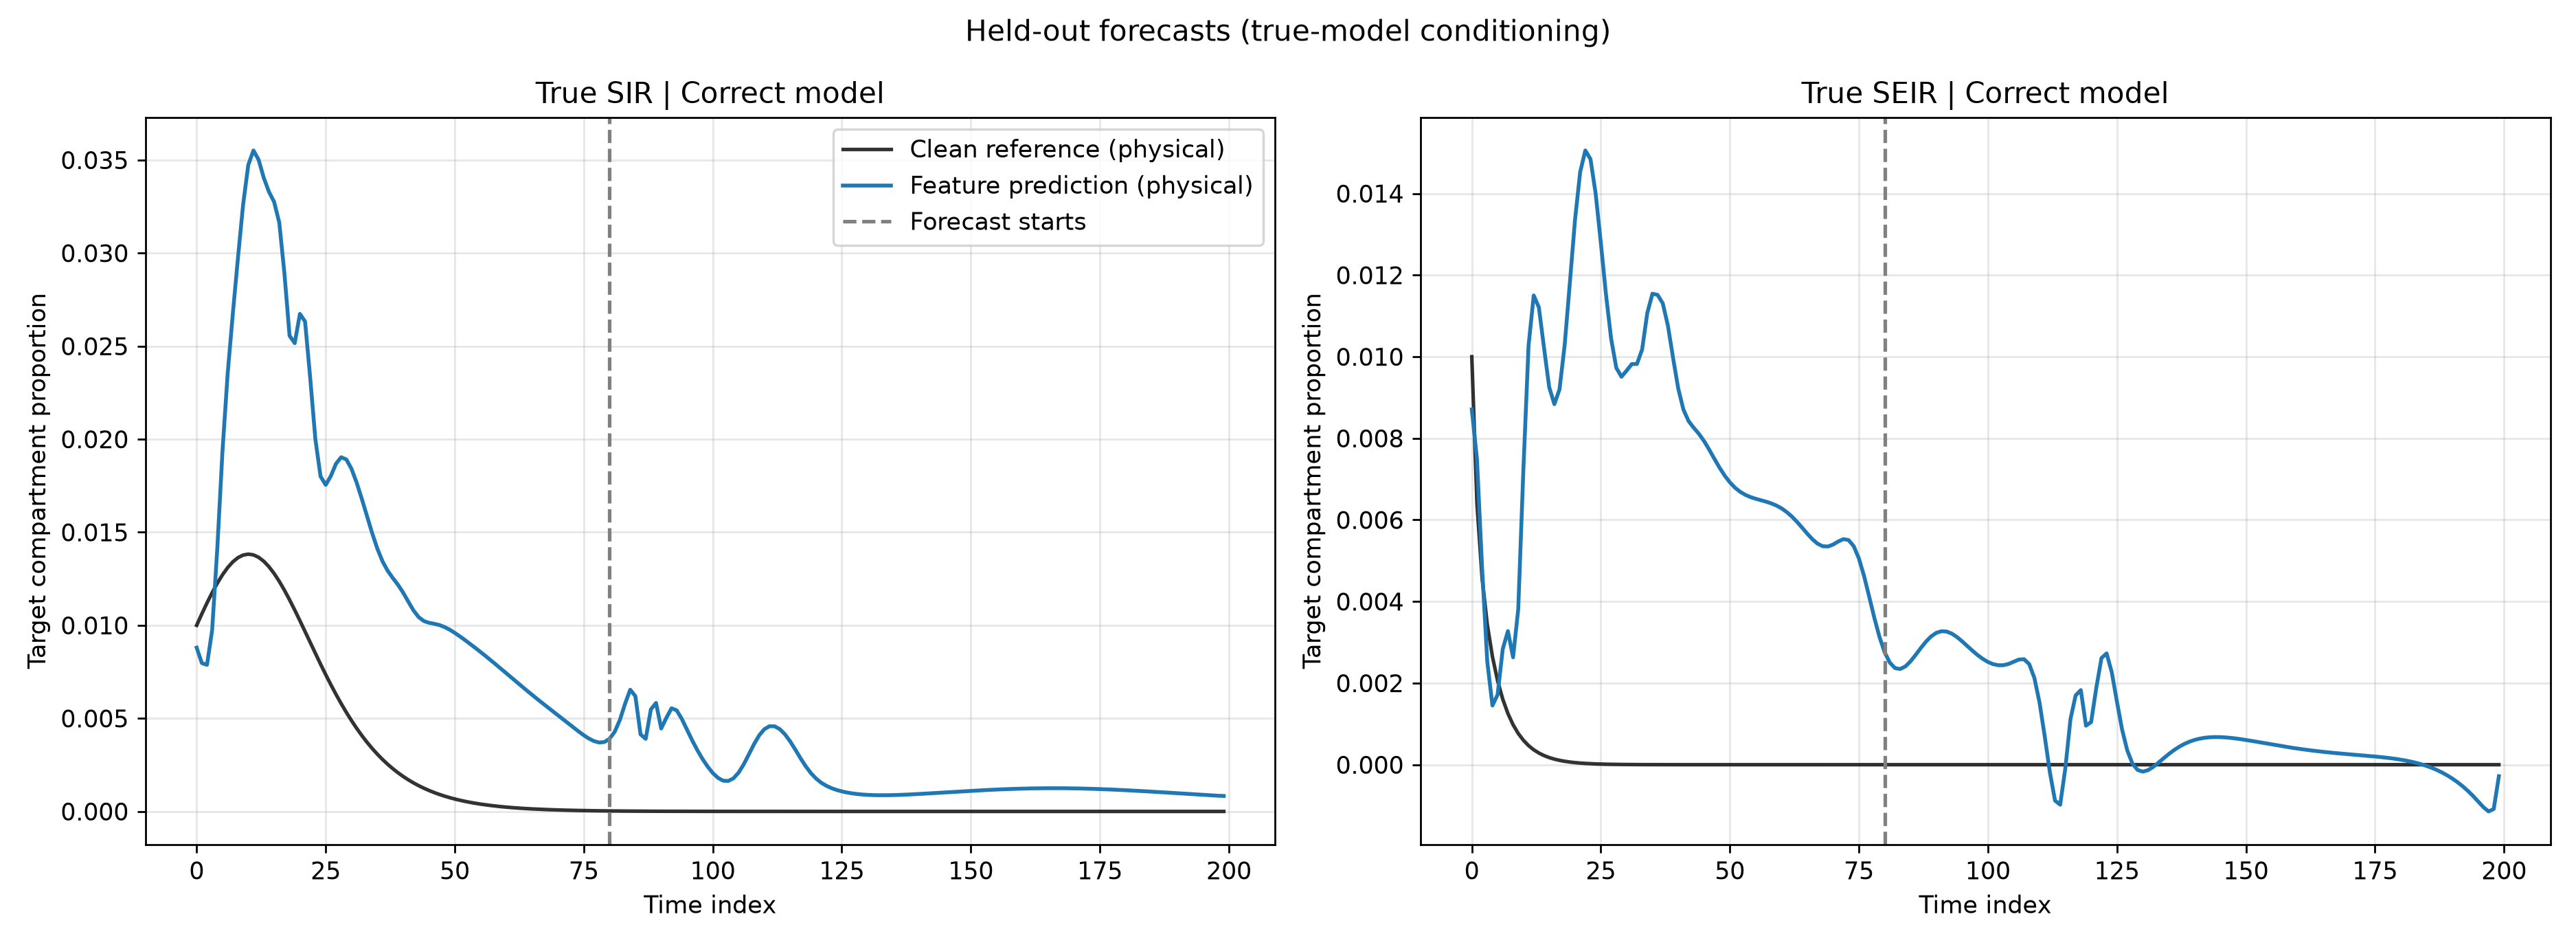 Held-out forecasts (true-model conditioning)
True SIR | Correct model
Target compartment proportion
0.035
0.030
0.025
0.020
0.015
0.010
0.005
0.000
Clean reference (physical)
Feature prediction (physical)
Forecast starts
0 25 50 75 100 125 150 175 200
Time index
True SEIR | Correct model
Target compartment proportion
0.014
0.012
0.010
0.008
0.006
0.004
0.002
0.000
0 25 50 75 100 125 150 175 200
Time index